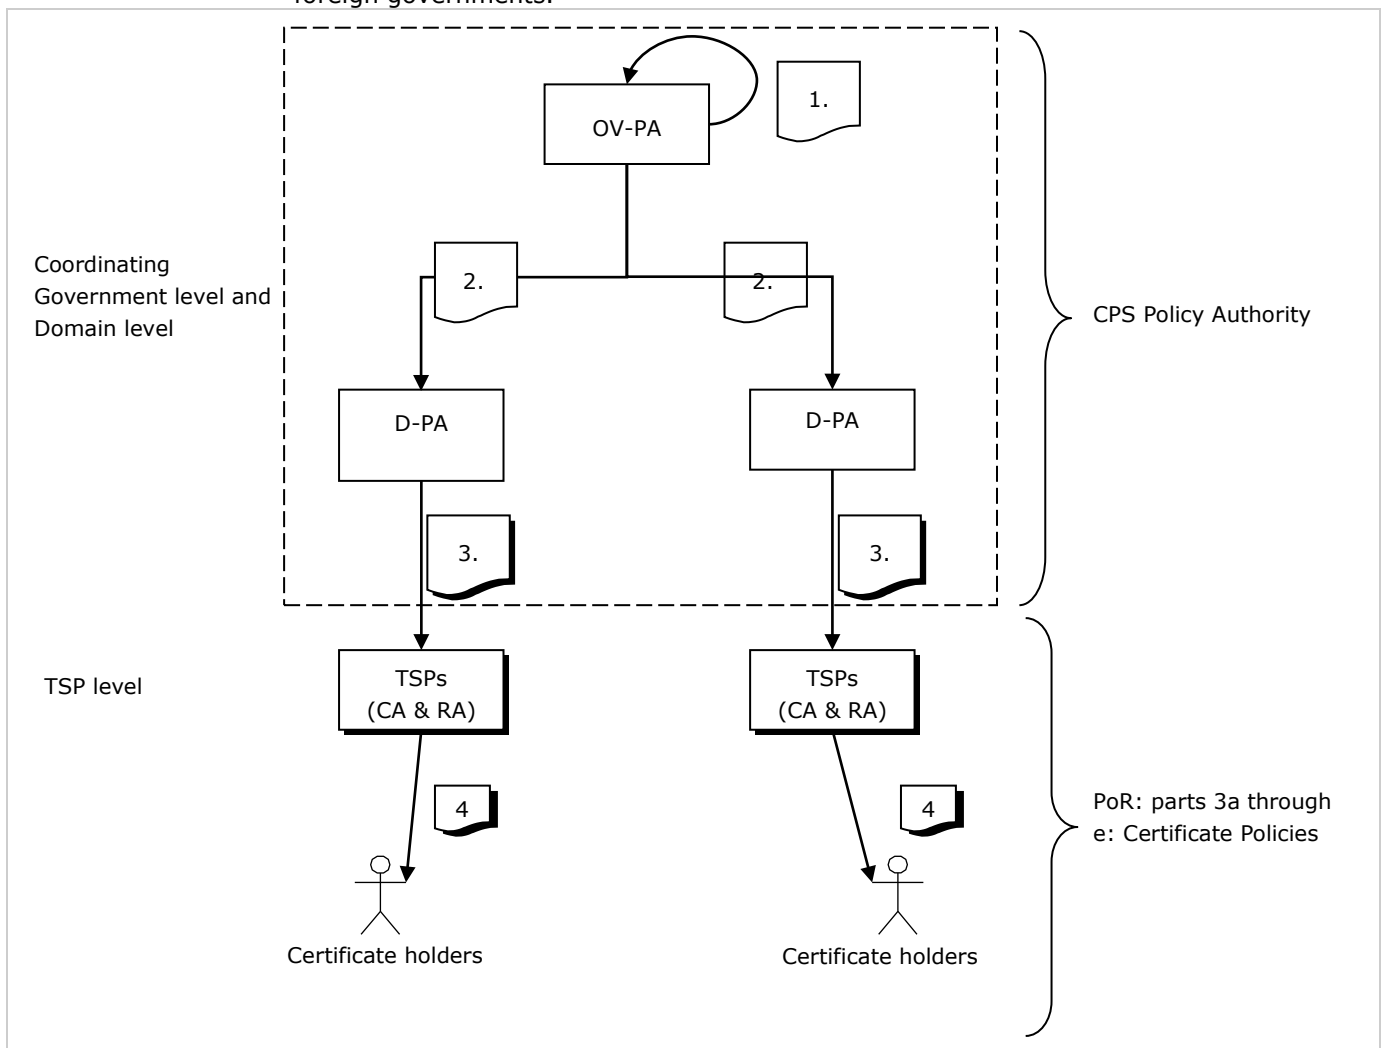 foreign governments.
OV-PA
1.
Coordinating
Government level and
Domain level
2.
2.
CPS Policy Authority
D-PA
D-PA
3.
3.
TSP level
TSPs
(CA & RA)
TSPs
(CA & RA)
4
4
PoR: parts 3a through
e: Certificate Policies
Certificate holders
Certificate holders